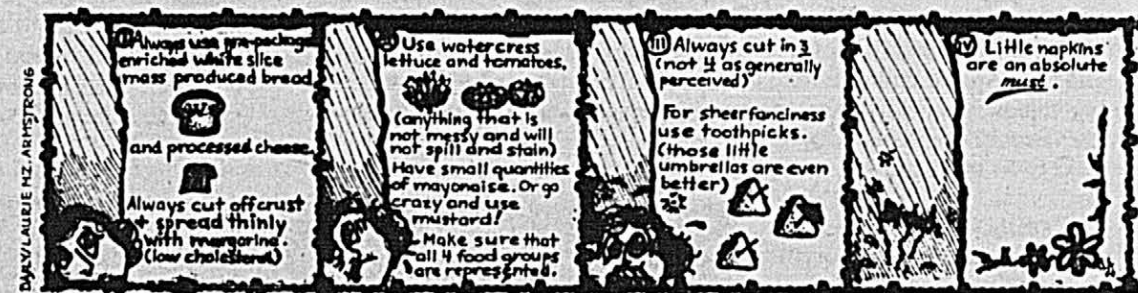 DAILY/LAURIE MZ. ARMSTRONG
Always use pre-packaged
enriched white slice
mass produced bread
and processed cheese.
Always cut off crust
+ spread thinly
with margarine.
(low cholesterol)
Use watercress
lettuce and tomatoes.
(anything that is
not messy and will
not spill and stain)
Have small quantities
of mayonaise. Or go
crazy and use
mustard!
Make sure that
all 4 food groups
are represented.
iii Always cut in 3
(not 4 as generally
perceived)
For sheer fanciness
use toothpicks.
(those little
umbrellas are even
better)
iv Little napkins
are an absolute
must.